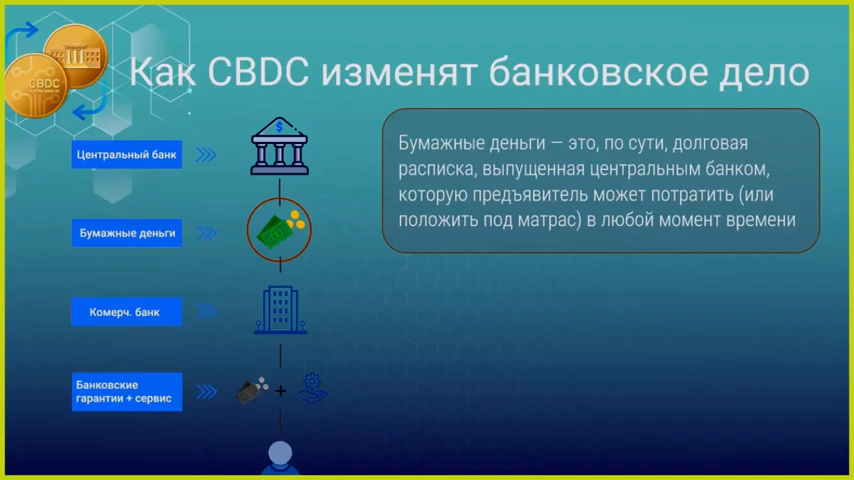 Как CBDC изменят банковское дело
CBDC
Центральный банк
Бумажные деньги — это, по сути, долговая
расписка, выпущенная центральным банком,
которую предъявитель может потратить (или
положить под матрас) в любой момент времени
Бумажные деньги
Комерч. банк
Банковские
гарантии + сервис